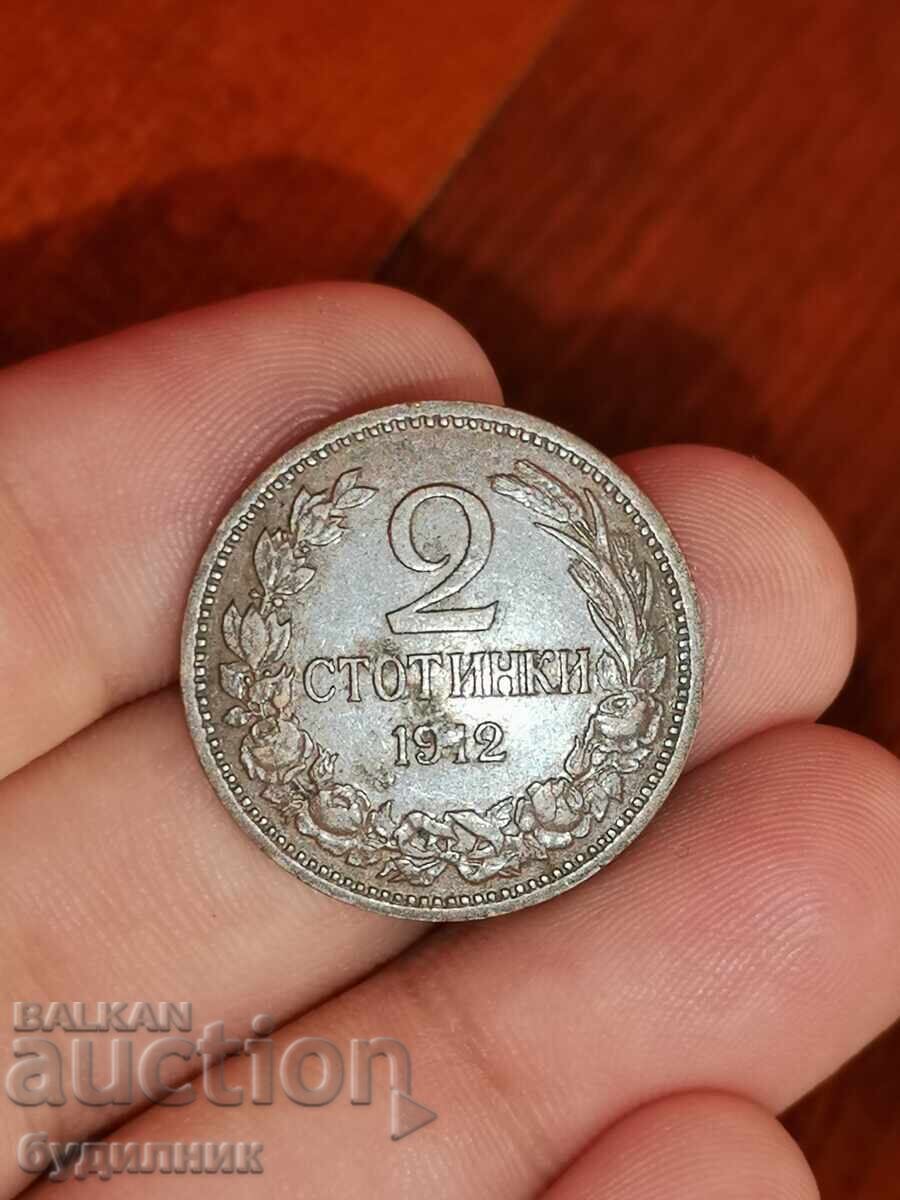 2
СТОТИНКИ
1912
BALKAN
auction
будилник